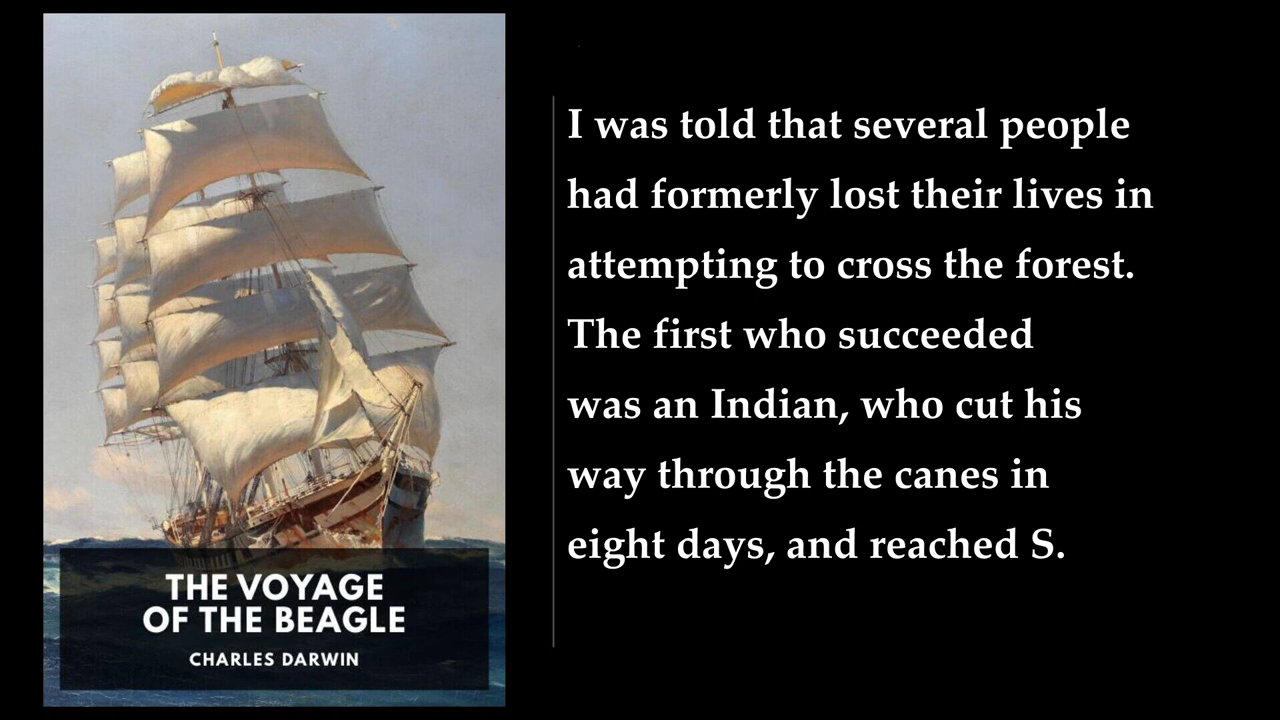 THE VOYAGE
OF THE BEAGLE
CHARLES DARWIN
I was told that several people
had formerly lost their lives in
attempting to cross the forest.
The first who succeeded
was an Indian, who cut his
way through the canes in
eight days, and reached S.